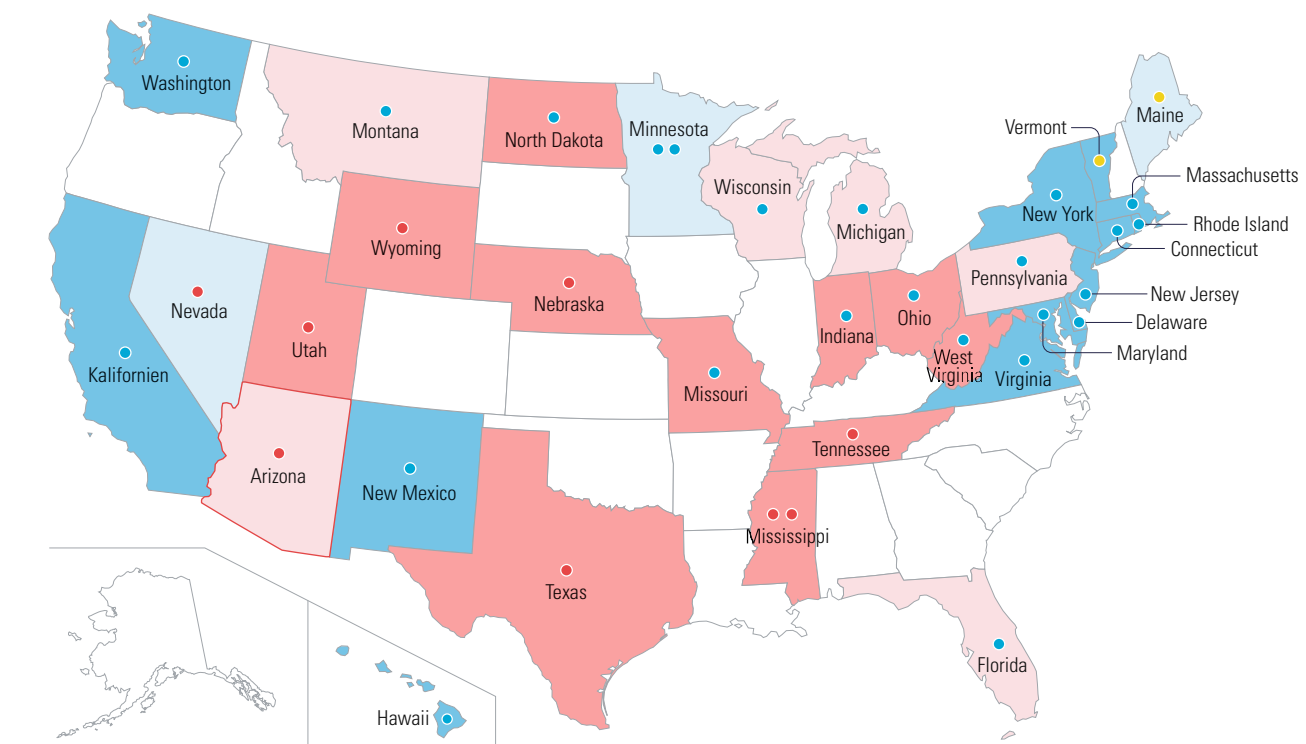 Washington
Montana
North Dakota
Minnesota
Wisconsin
Michigan
Vermont
Maine
Massachusetts
New York
Rhode Island
Connecticut
Pennsylvania
New Jersey
Delaware
Maryland
Wyoming
Nebraska
Nevada
Utah
Kalifornien
Indiana
Ohio
West
Virginia
Virginia
Missouri
Tennessee
Arizona
New Mexico
Mississippi
Texas
Florida
Hawaii